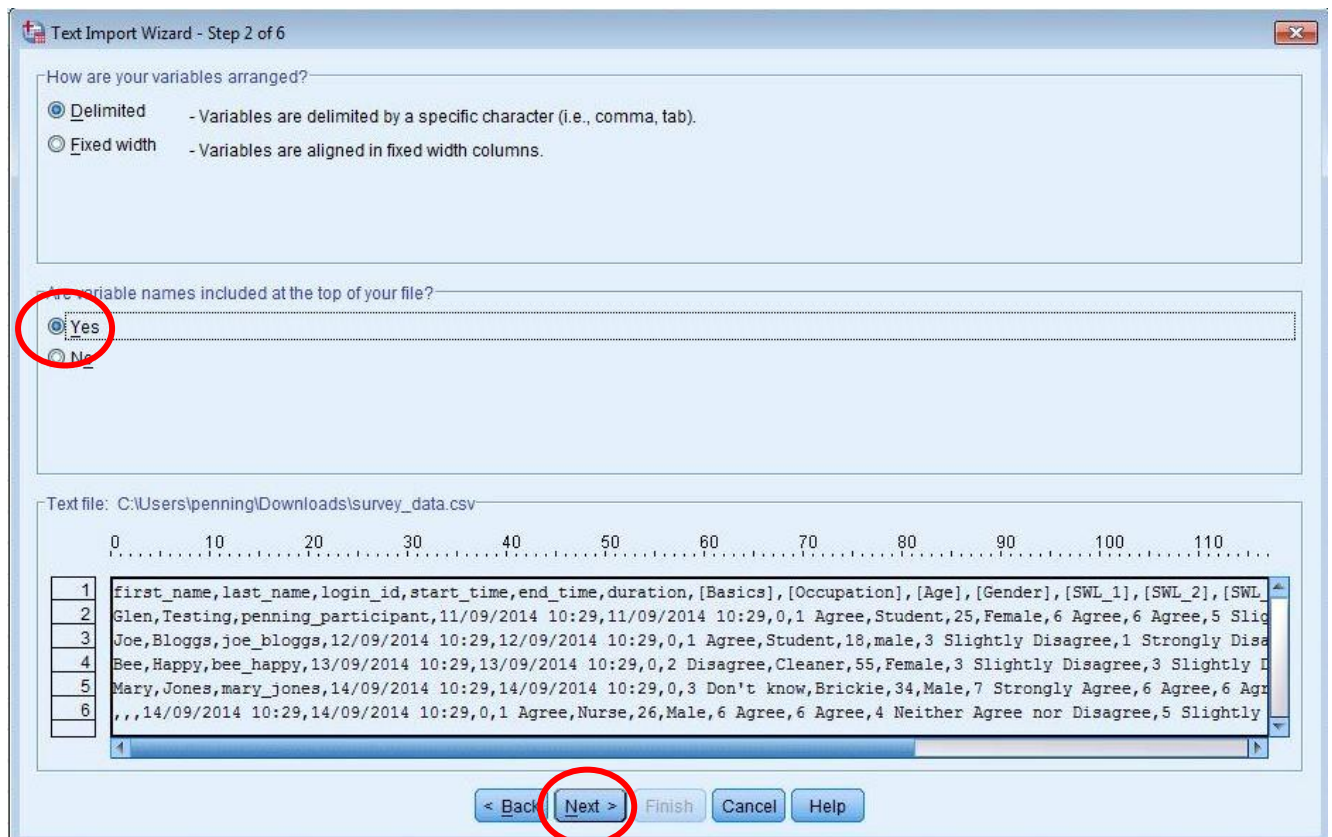 Text Import Wizard - Step 2 of 6
How are your variables arranged?
Delimited - Variables are delimited by a specific character (i.e., comma, tab).
Fixed width - Variables are aligned in fixed width columns.
Are variable names included at the top of your file?
Yes
No
Text file: C:\Users\penning\Downloads\survey_data.csv
0 10 20 30 40 50 60 70 80 90 100 110
1 first_name,last_name,login_id,start_time,end_time,duration,[Basics],[Occupation],[Age],[Gender],[SWL_1],[SWL_2],[SWL_
2 Glen,Testing,penning_participant,11/09/2014 10:29,11/09/2014 10:29,0,1 Agree,Student,25,Female,6 Agree,6 Agree,5 Slig
3 Joe,Bloggs,joe_bloggs,12/09/2014 10:29,12/09/2014 10:29,0,1 Agree,Student,18,male,3 Slightly Disagree,1 Strongly Disa
4 Bee,Happy,bee_happy,13/09/2014 10:29,13/09/2014 10:29,0,2 Disagree,Cleaner,55,Female,3 Slightly Disagree,3 Slightly D
5 Mary,Jones,mary_jones,14/09/2014 10:29,14/09/2014 10:29,0,3 Don't know,Brickie,34,Male,7 Strongly Agree,6 Agree,6 Agr
6 ,,,14/09/2014 10:29,14/09/2014 10:29,0,1 Agree,Nurse,26,Male,6 Agree,6 Agree,4 Neither Agree nor Disagree,5 Slightly
< Back Next > Finish Cancel Help